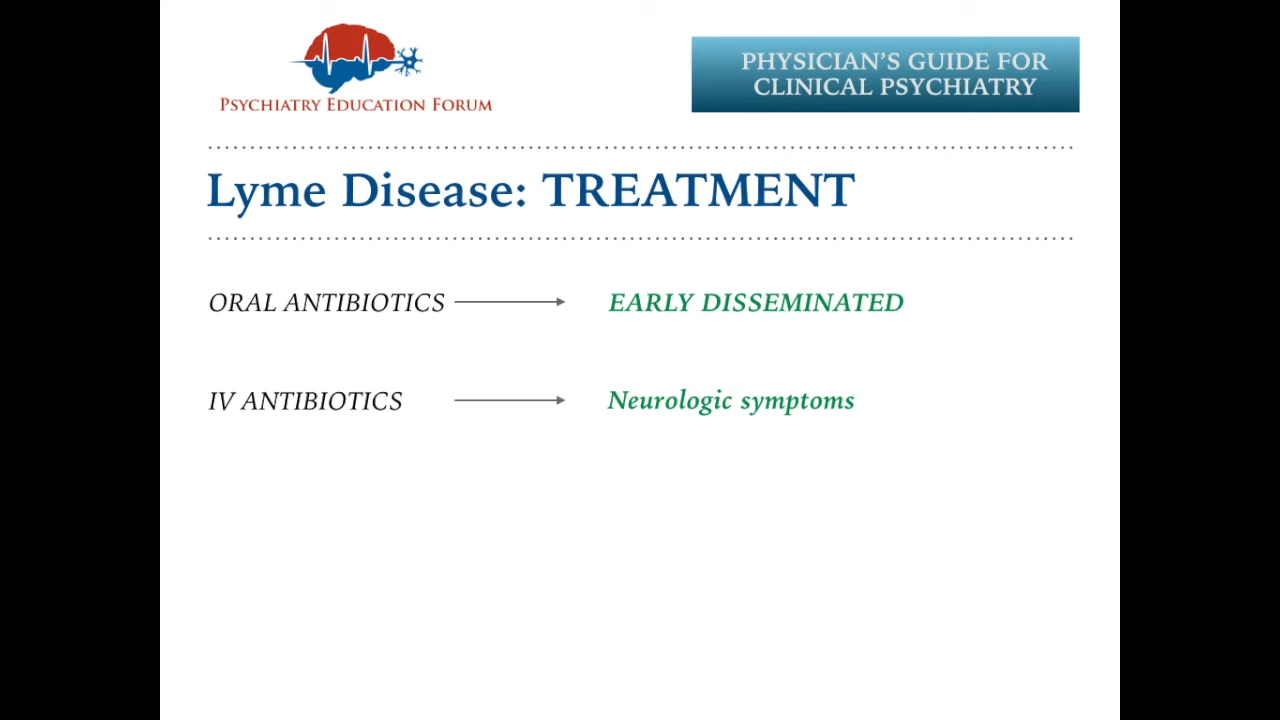 PSYCHIATRY EDUCATION FORUM
PHYSICIAN'S GUIDE FOR
CLINICAL PSYCHIATRY
Lyme Disease: TREATMENT
ORAL ANTIBIOTICS EARLY DISSEMINATED
IV ANTIBIOTICS Neurologic symptoms